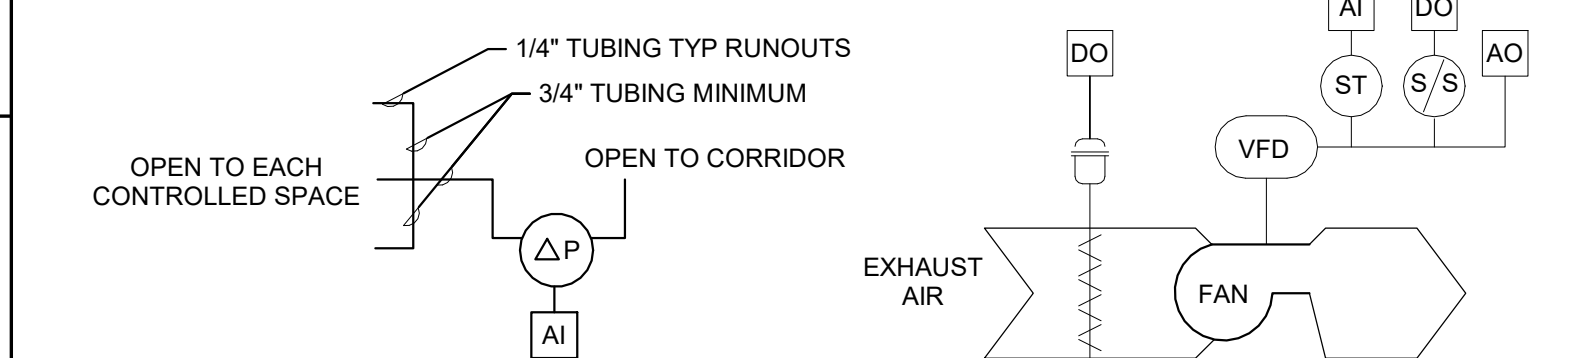 1/4" TUBING TYP RUNOUTS
3/4" TUBING MINIMUM
OPEN TO EACH
CONTROLLED SPACE
OPEN TO CORRIDOR
△P
AI
AI
DO
DO
AO
ST
S/S
VFD
EXHAUST
AIR
FAN